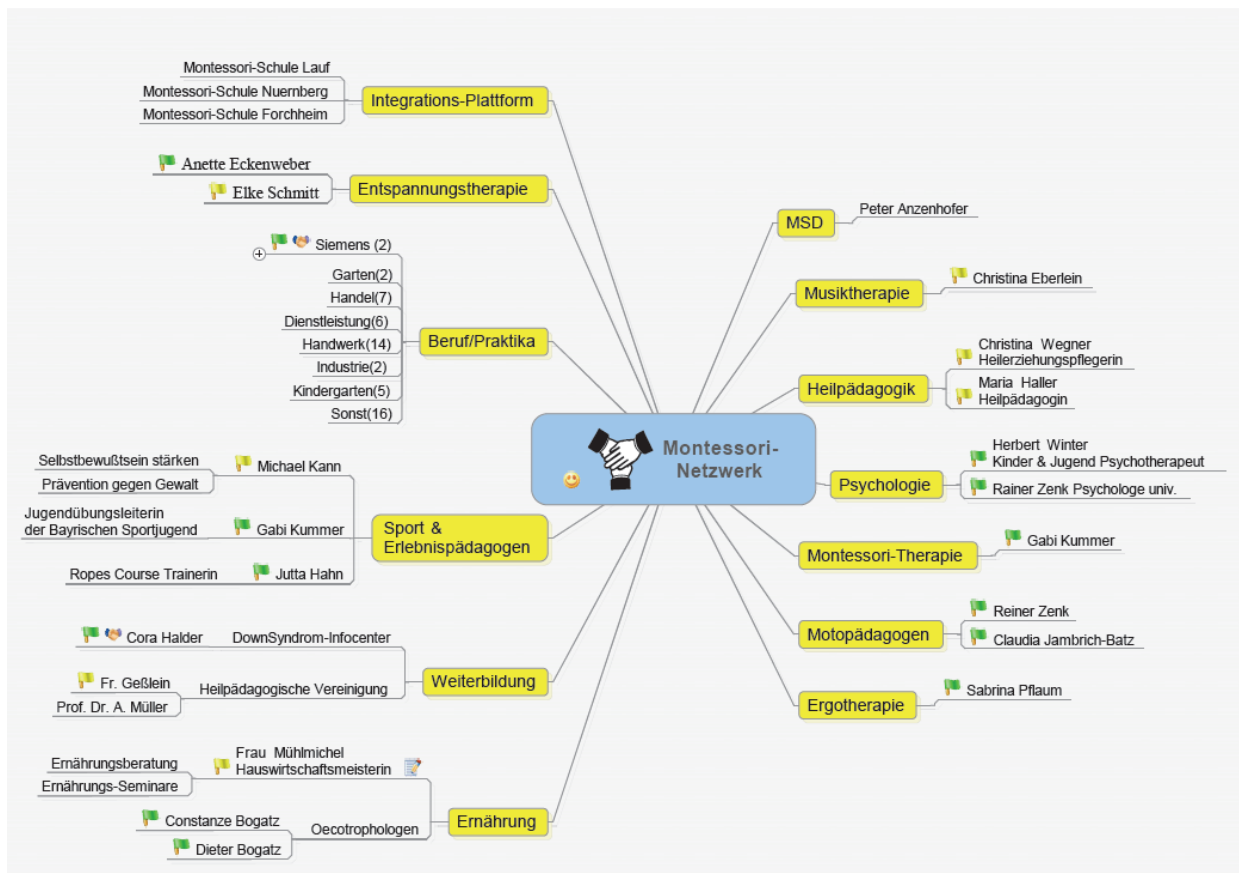 Montessori-
Netzwerk
Integrations-Plattform
Montessori-Schule Lauf
Montessori-Schule Nuernberg
Montessori-Schule Forchheim
Entspannungstherapie
Anette Eckenweber
Elke Schmitt
Beruf/Praktika
Siemens (2)
Garten(2)
Handel(7)
Dienstleistung(6)
Handwerk(14)
Industrie(2)
Kindergarten(5)
Sonst(16)
Sport &
Erlebnispädagogen
Michael Kann
Selbstbewußtsein stärken
Prävention gegen Gewalt
Gabi Kummer
Jugendübungsleiterin
der Bayrischen Sportjugend
Jutta Hahn
Ropes Course Trainerin
Weiterbildung
DownSyndrom-Infocenter
Cora Halder
Heilpädagogische Vereinigung
Fr. Geßlein
Prof. Dr. A. Müller
Ernährung
Frau Mühlmichel
Hauswirtschaftsmeisterin
Ernährungsberatung
Ernährungs-Seminare
Oecotrophologen
Constanze Bogatz
Dieter Bogatz
MSD
Peter Anzenhofer
Musiktherapie
Christina Eberlein
Heilpädagogik
Christina Wegner
Heilerziehungspflegerin
Maria Haller
Heilpädagogin
Psychologie
Herbert Winter
Kinder & Jugend Psychotherapeut
Rainer Zenk Psychologe univ.
Montessori-Therapie
Gabi Kummer
Motopädagogen
Reiner Zenk
Claudia Jambrich-Batz
Ergotherapie
Sabrina Pflaum